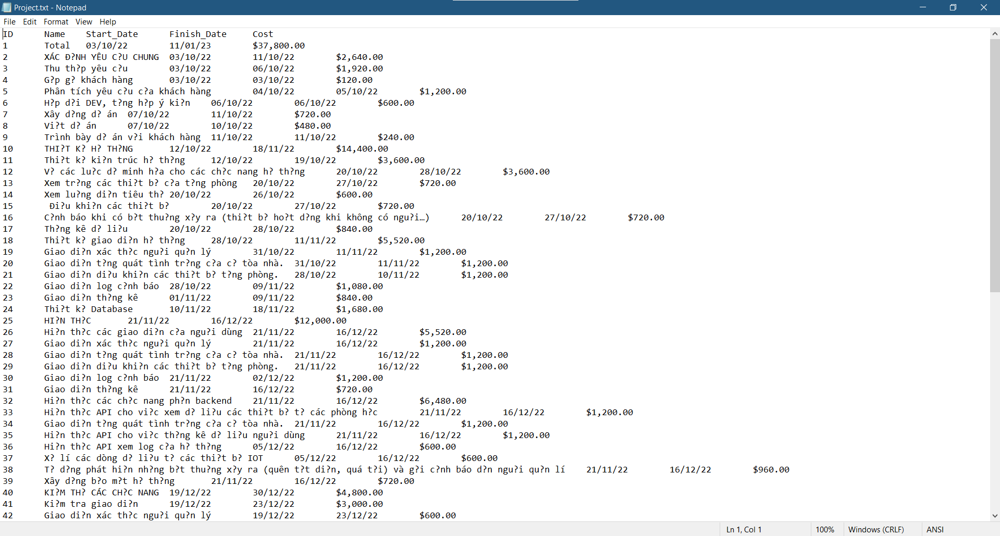 Project.txt - Notepad
File Edit Format View Help
ID Name Start_Date Finish_Date Cost
1 Total 03/10/22 11/01/23 $37,800.00
2 XÁC Đ?NH YÊU C?U CHUNG 03/10/22 11/10/22 $2,640.00
3 Thu th?p yêu c?u 03/10/22 06/10/22 $1,920.00
4 G?p g? khách hàng 03/10/22 03/10/22 $120.00
5 Phân tích yêu c?u c?a khách hàng 04/10/22 05/10/22 $1,200.00
6 H?p d?i DEV, t?ng h?p ý ki?n 06/10/22 06/10/22 $600.00
7 Xây d?ng d? án 07/10/22 11/10/22 $720.00
8 Vi?t d? án 07/10/22 10/10/22 $480.00
9 Trình bày d? án v?i khách hàng 11/10/22 11/10/22 $240.00
10 THI?T K? H? TH?NG 12/10/22 18/11/22 $14,400.00
11 Thi?t k? ki?n trúc h? th?ng 12/10/22 19/10/22 $3,600.00
12 V? các lu?c d? minh h?a cho các ch?c nang h? th?ng 20/10/22 28/10/22 $3,600.00
13 Xem tr?ng các thi?t b? c?a t?ng phòng 20/10/22 27/10/22 $720.00
14 Xem lu?ng di?n tiêu th? 20/10/22 26/10/22 $600.00
15 Đi?u khi?n các thi?t b? 20/10/22 27/10/22 $720.00
16 C?nh báo khi có b?t thu?ng x?y ra (thi?t b? ho?t d?ng khi không có ngu?i…) 20/10/22 27/10/22 $720.00
17 Th?ng kê d? li?u 20/10/22 28/10/22 $840.00
18 Thi?t k? giao di?n h? th?ng 28/10/22 11/11/22 $5,520.00
19 Giao di?n xác th?c ngu?i qu?n lý 31/10/22 11/11/22 $1,200.00
20 Giao di?n t?ng quát tình tr?ng c?a c? tòa nhà. 31/10/22 11/11/22 $1,200.00
21 Giao di?n di?u khi?n các thi?t b? t?ng phòng. 28/10/22 10/11/22 $1,200.00
22 Giao di?n log c?nh báo 28/10/22 09/11/22 $1,080.00
23 Giao di?n th?ng kê 01/11/22 09/11/22 $840.00
24 Thi?t k? Database 10/11/22 18/11/22 $1,680.00
25 HI?N TH?C 21/11/22 16/12/22 $12,000.00
26 Hi?n th?c các giao di?n c?a ngu?i dùng 21/11/22 16/12/22 $5,520.00
27 Giao di?n xác th?c ngu?i qu?n lý 21/11/22 16/12/22 $1,200.00
28 Giao di?n t?ng quát tình tr?ng c?a c? tòa nhà. 21/11/22 16/12/22 $1,200.00
29 Giao di?n di?u khi?n các thi?t b? t?ng phòng. 21/11/22 16/12/22 $1,200.00
30 Giao di?n log c?nh báo 21/11/22 02/12/22 $1,200.00
31 Giao di?n th?ng kê 21/11/22 16/12/22 $720.00
32 Hi?n th?c các ch?c nang ph?n backend 21/11/22 16/12/22 $6,480.00
33 Hi?n th?c API cho vi?c xem d? li?u các thi?t b? t? các phòng h?c 21/11/22 16/12/22 $1,200.00
34 Giao di?n t?ng quát tình tr?ng c?a c? tòa nhà. 21/11/22 16/12/22 $1,200.00
35 Hi?n th?c API cho vi?c th?ng kê d? li?u ngu?i dùng 21/11/22 16/12/22 $1,200.00
36 Hi?n th?c API xem log c?a h? th?ng 05/12/22 16/12/22 $600.00
37 X? lí các dòng d? li?u t? các thi?t b? IOT 05/12/22 16/12/22 $600.00
38 T? d?ng phát hi?n nh?ng b?t thu?ng x?y ra (quên t?t di?n, quá t?i) và g?i c?nh báo d?n ngu?i qu?n lí 21/11/22 16/12/22 $960.00
39 Xây d?ng b?o m?t h? th?ng 21/11/22 16/12/22 $720.00
40 KI?M TH? CÁC CH?C NANG 19/12/22 30/12/22 $4,800.00
41 Ki?m tra giao di?n 19/12/22 23/12/22 $3,000.00
42 Giao di?n xác th?c ngu?i qu?n lý 19/12/22 23/12/22 $600.00
Ln 1, Col 1 100% Windows (CRLF) ANSI